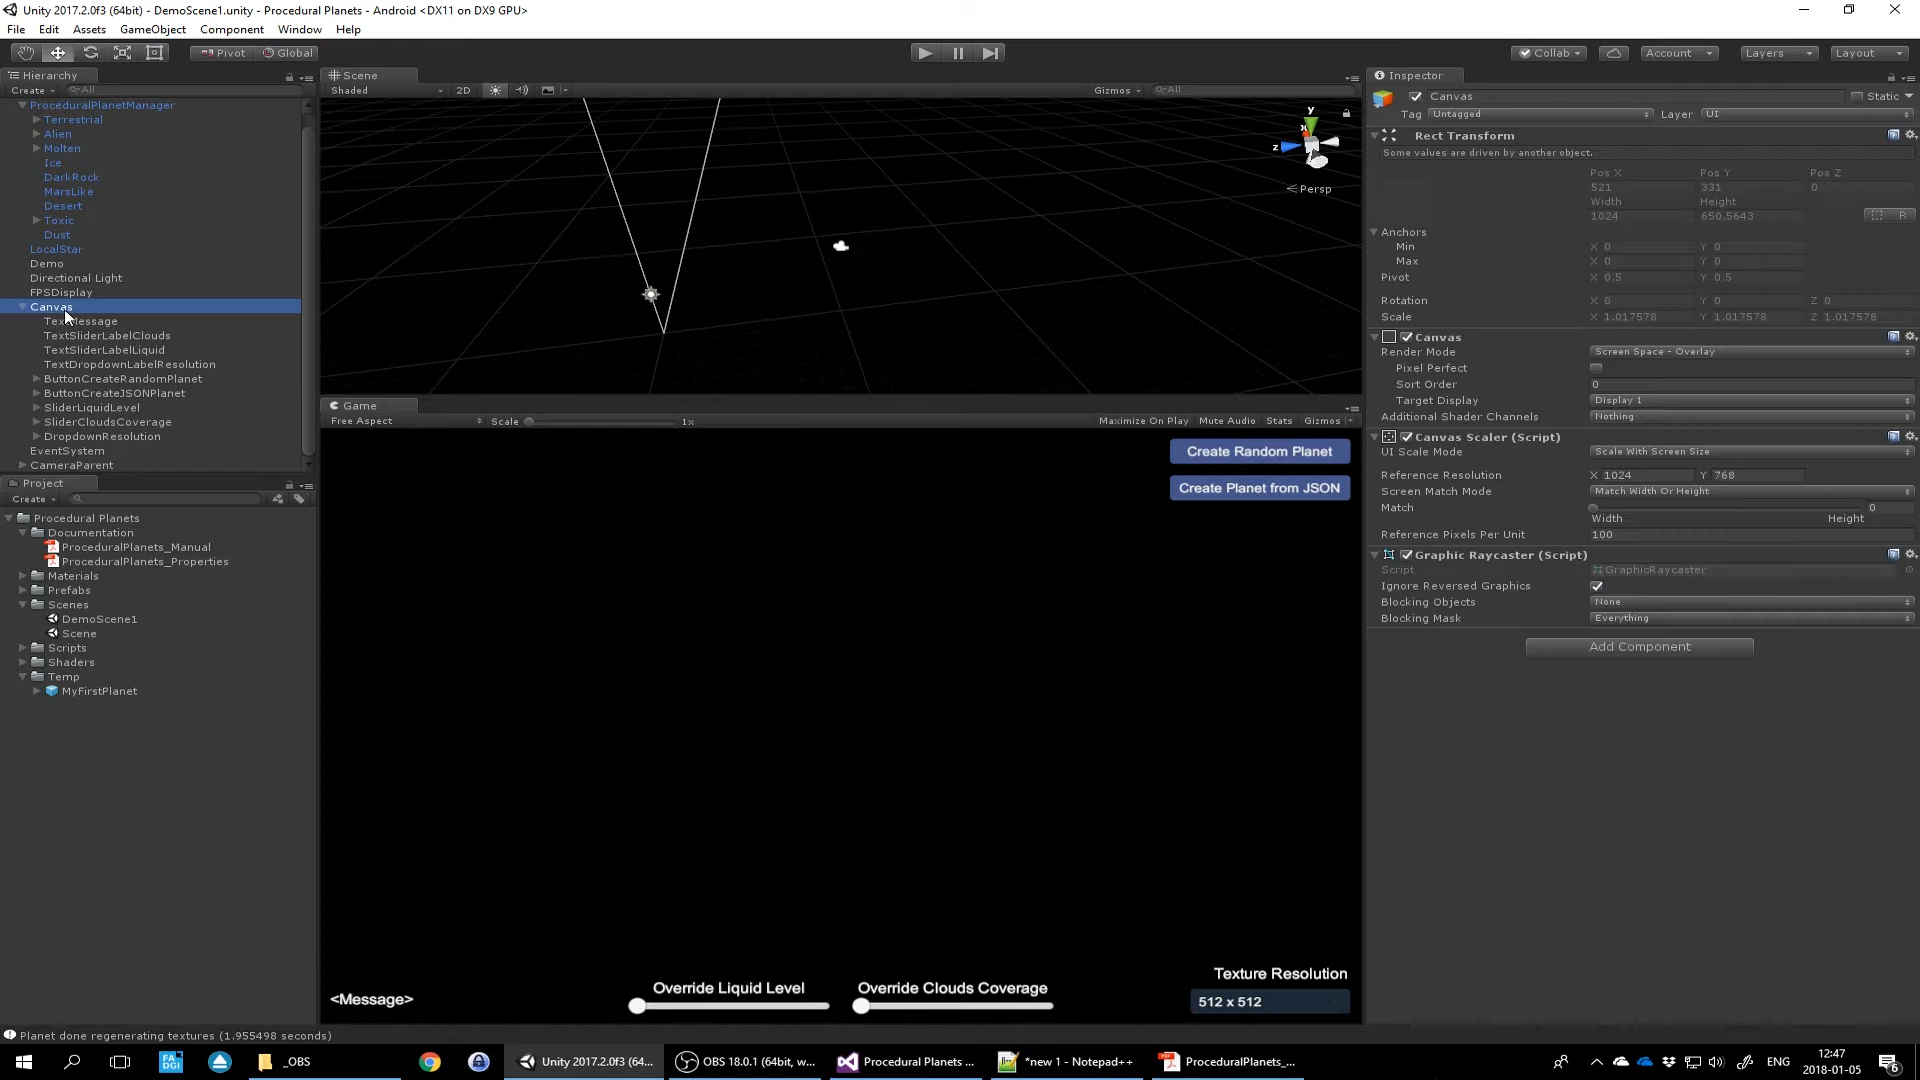 Unity 2017.2.0f3 (64bit) - DemoScene1.unity - Procedural Planets - Android <DX11 on DX9 GPU>
File Edit Assets GameObject Component Window Help
Pivot Global Collab Account Layers Layout
Hierarchy
Create All
ProceduralPlanetManager
Terrestrial
Alien
Molten
Ice
DarkRock
MarsLike
Desert
Toxic
Dust
LocalStar
Demo
Directional Light
FPSDisplay
Canvas
TextMessage
TextSliderLabelClouds
TextSliderLabelLiquid
TextDropdownLabelResolution
ButtonCreateRandomPlanet
ButtonCreateJSONPlanet
SliderLiquidLevel
SliderCloudsCoverage
DropdownResolution
EventSystem
CameraParent
Project
Create
Procedural Planets
Documentation
ProceduralPlanets_Manual
ProceduralPlanets_Properties
Materials
Prefabs
Scenes
DemoScene1
Scene
Scripts
Shaders
Temp
MyFirstPlanet
Scene
Shaded 2D Gizmos All
y
x
z
Persp
Game
Free Aspect Scale 1x Maximize On Play Mute Audio Stats Gizmos
Create Random Planet
Create Planet from JSON
Texture Resolution
Override Liquid Level Override Clouds Coverage
<Message> 512 x 512
Inspector
Canvas Static
Tag Untagged Layer UI
Rect Transform
Some values are driven by another object.
Pos X Pos Y Pos Z
521 331 0
Width Height
1024 650.5643 R
Anchors
Min X 0 Y 0
Max X 0 Y 0
Pivot X 0.5 Y 0.5
Rotation X 0 Y 0 Z 0
Scale X 1.017578 Y 1.017578 Z 1.017578
Canvas
Render Mode Screen Space - Overlay
Pixel Perfect
Sort Order 0
Target Display Display 1
Additional Shader Channels Nothing
Canvas Scaler (Script)
UI Scale Mode Scale With Screen Size
Reference Resolution X 1024 Y 768
Screen Match Mode Match Width Or Height
Match 0
Width Height
Reference Pixels Per Unit 100
Graphic Raycaster (Script)
Script GraphicRaycaster
Ignore Reversed Graphics
Blocking Objects None
Blocking Mask Everything
Add Component
Planet done regenerating textures (1.955498 seconds)
FA DGI _OBS Unity 2017.2.0f3 (64... OBS 18.0.1 (64bit, w... Procedural Planets ... *new 1 - Notepad++ ProceduralPlanets_... ENG 12:47
2018-01-05 6